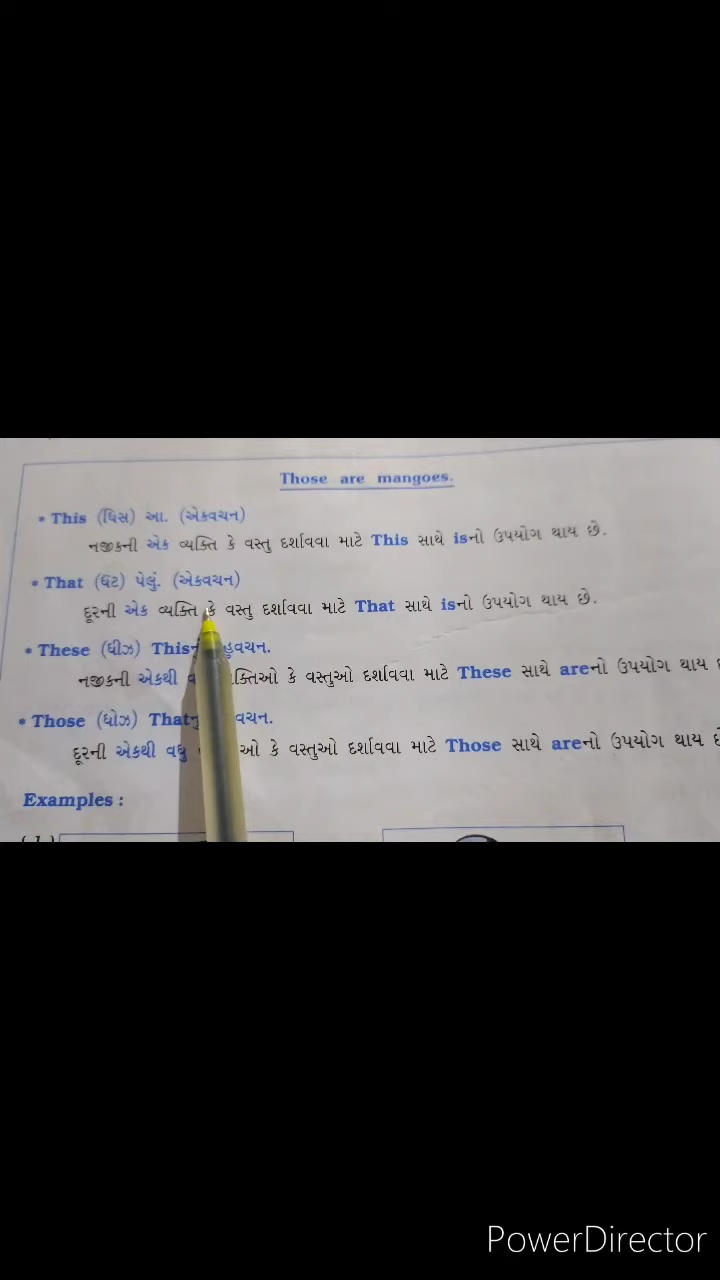 Those are mangoes.
• This (ધિસ) આ. (એકવચન)
નજીકની એક વ્યક્તિ કે વસ્તુ દર્શાવવા માટે This સાથે isનો ઉપયોગ થાય છે.
• That (ધૅટ) પેલું. (એકવચન)
દૂરની એક વ્યક્તિ કે વસ્તુ દર્શાવવા માટે That સાથે isનો ઉપયોગ થાય છે.
• These (ધીઝ) This
નજીકની એકથી કે વસ્તુઓ દર્શાવવા માટે These સાથે areનો ઉપયોગ થાય
• Those (ધોઝ) That
દૂરની એકથી વધુ કે વસ્તુઓ દર્શાવવા માટે Those સાથે areનો ઉપયોગ થાય
Examples :
PowerDirector